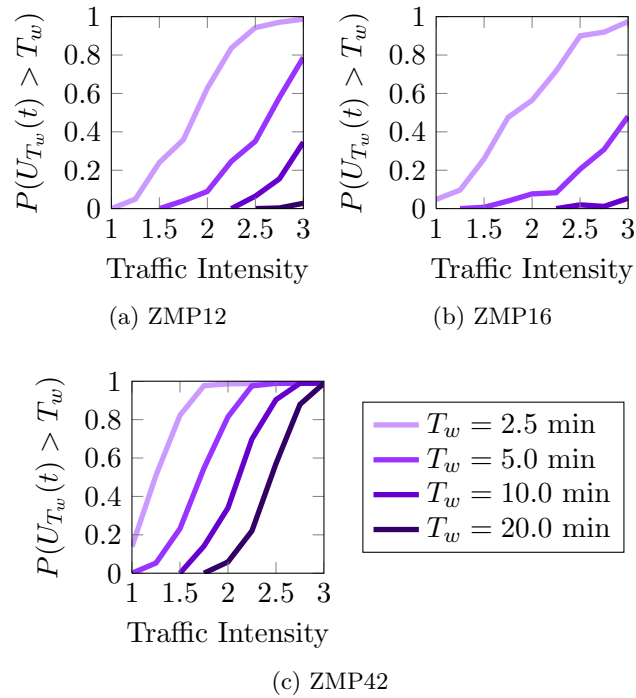 P(U_{T_w}(t) > T_w)
1
0.8
0.6
0.4
0.2
0
1 1.5 2 2.5 3
Traffic Intensity
(a) ZMP12
P(U_{T_w}(t) > T_w)
1
0.8
0.6
0.4
0.2
0
1 1.5 2 2.5 3
Traffic Intensity
(b) ZMP16
P(U_{T_w}(t) > T_w)
1
0.8
0.6
0.4
0.2
0
1 1.5 2 2.5 3
Traffic Intensity
(c) ZMP42
T_w = 2.5 min
T_w = 5.0 min
T_w = 10.0 min
T_w = 20.0 min